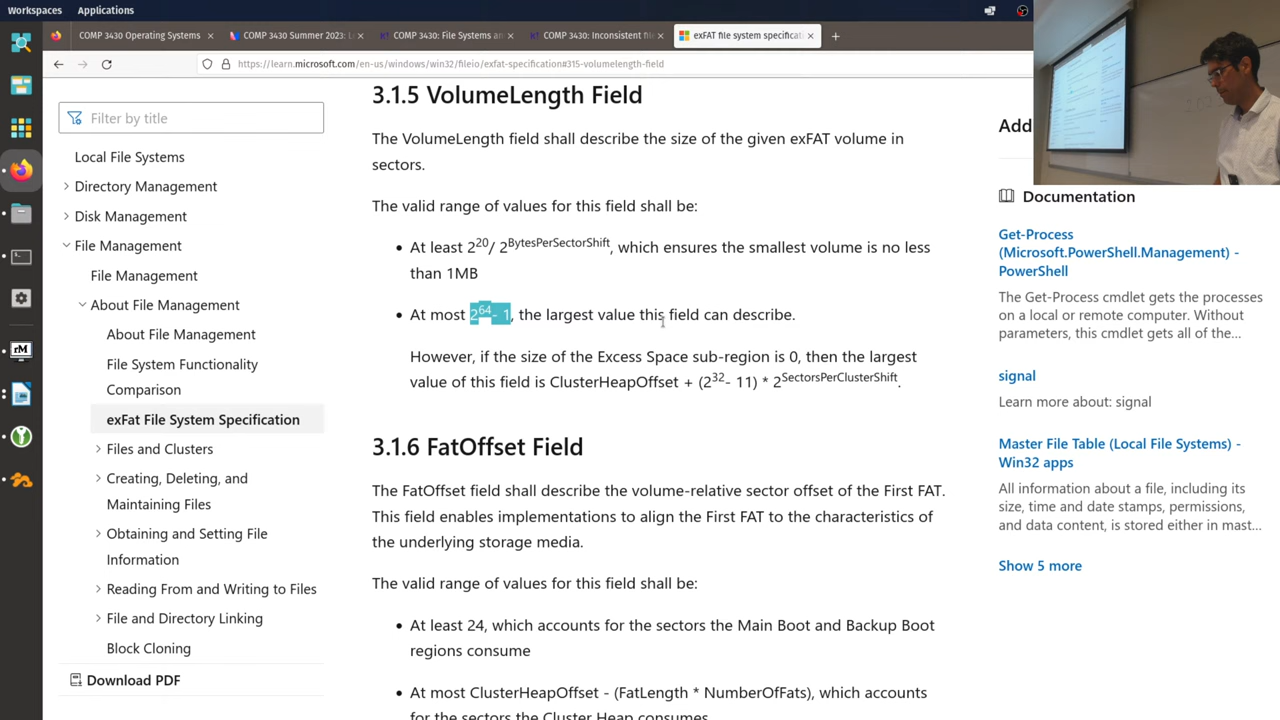 Workspaces Applications
COMP 3430 Operating Systems
COMP 3430 Summer 2023:
COMP 3430: File Systems
COMP 3430: Inconsistent
exFAT file system specificati
https://learn.microsoft.com/en-us/windows/win32/fileio/exfat-specification#315-volumelength-field
Filter by title
Local File Systems
Directory Management
Disk Management
File Management
File Management
About File Management
About File Management
File System Functionality
Comparison
exFat File System Specification
Files and Clusters
Creating, Deleting, and
Maintaining Files
Obtaining and Setting File
Information
Reading From and Writing to Files
File and Directory Linking
Block Cloning
Download PDF
3.1.5 VolumeLength Field
The VolumeLength field shall describe the size of the given exFAT volume in
sectors.
The valid range of values for this field shall be:
• At least 2^20/ 2^BytesPerSectorShift, which ensures the smallest volume is no less
than 1MB
• At most 2^64- 1, the largest value this field can describe.
However, if the size of the Excess Space sub-region is 0, then the largest
value of this field is ClusterHeapOffset + (2^32- 11) * 2^SectorsPerClusterShift.
3.1.6 FatOffset Field
The FatOffset field shall describe the volume-relative sector offset of the First FAT.
This field enables implementations to align the First FAT to the characteristics of
the underlying storage media.
The valid range of values for this field shall be:
• At least 24, which accounts for the sectors the Main Boot and Backup Boot
regions consume
• At most ClusterHeapOffset - (FatLength * NumberOfFats), which accounts
for the sectors the Cluster Heap consumes
Add
Documentation
Get-Process
(Microsoft.PowerShell.Management) -
PowerShell
The Get-Process cmdlet gets the processes
on a local or remote computer. Without
parameters, this cmdlet gets all of the...
signal
Learn more about: signal
Master File Table (Local File Systems) -
Win32 apps
All information about a file, including its
size, time and date stamps, permissions,
and data content, is stored either in mast...
Show 5 more